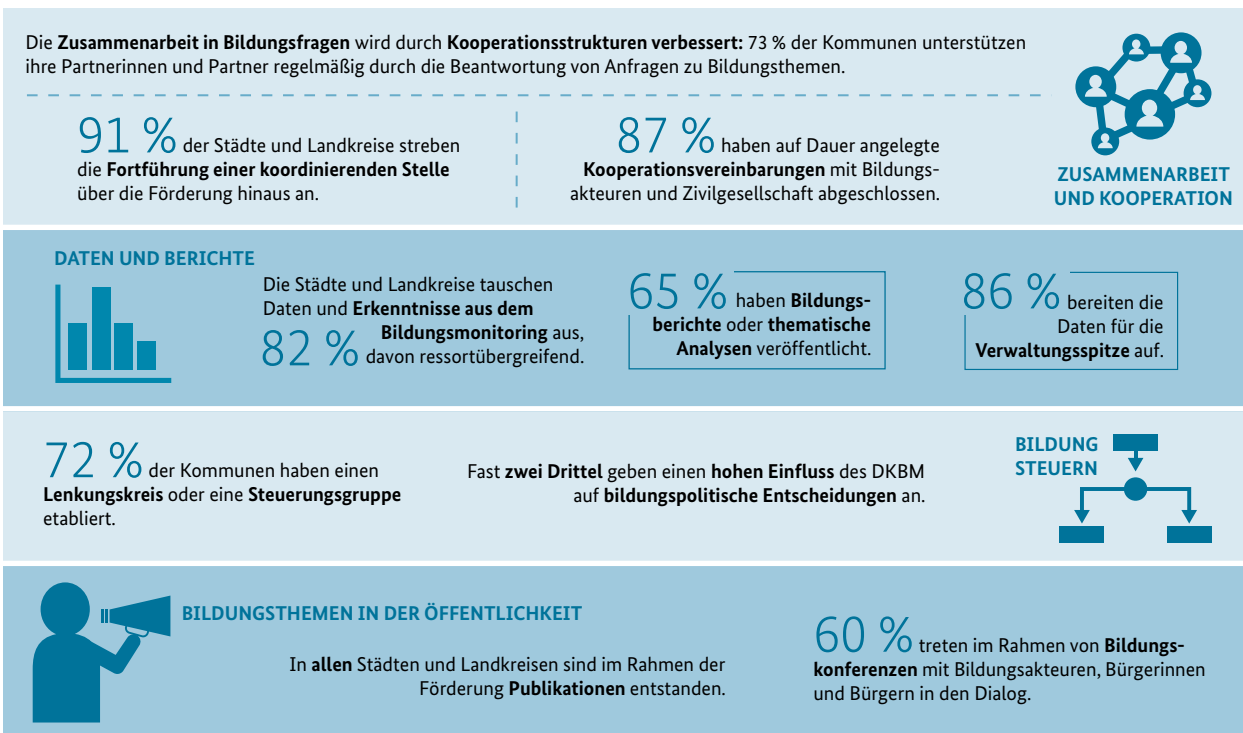 Die Zusammenarbeit in Bildungsfragen wird durch Kooperationsstrukturen verbessert: 73 % der Kommunen unterstützen
ihre Partnerinnen und Partner regelmäßig durch die Beantwortung von Anfragen zu Bildungsthemen.
91 % der Städte und Landkreise streben
die Fortführung einer koordinierenden Stelle
über die Förderung hinaus an.
87 % haben auf Dauer angelegte
Kooperationsvereinbarungen mit Bildungs-
akteuren und Zivilgesellschaft abgeschlossen.
ZUSAMMENARBEIT
UND KOOPERATION
DATEN UND BERICHTE
Die Städte und Landkreise tauschen
Daten und Erkenntnisse aus dem
Bildungsmonitoring aus,
82 % davon ressortübergreifend.
65 % haben Bildungs-
berichte oder thematische
Analysen veröffentlicht.
86 % bereiten die
Daten für die
Verwaltungsspitze auf.
72 % der Kommunen haben einen
Lenkungskreis oder eine Steuerungsgruppe
etabliert.
Fast zwei Drittel geben einen hohen Einfluss des DKBM
auf bildungspolitische Entscheidungen an.
BILDUNG
STEUERN
BILDUNGSTHEMEN IN DER ÖFFENTLICHKEIT
In allen Städten und Landkreisen sind im Rahmen der
Förderung Publikationen entstanden.
60 % treten im Rahmen von Bildungs-
konferenzen mit Bildungsakteuren, Bürgerinnen
und Bürgern in den Dialog.